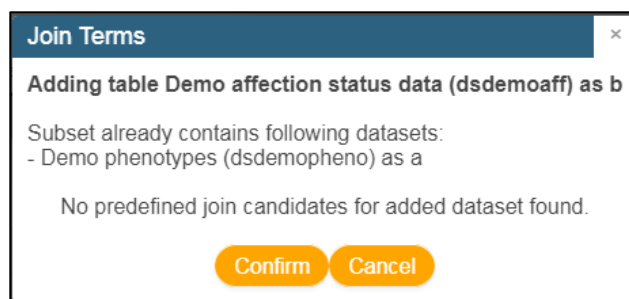 Join Terms ×
Adding table Demo affection status data (dsdemoaff) as b
Subset already contains following datasets:
- Demo phenotypes (dsdemopheno) as a
No predefined join candidates for added dataset found.
Confirm Cancel